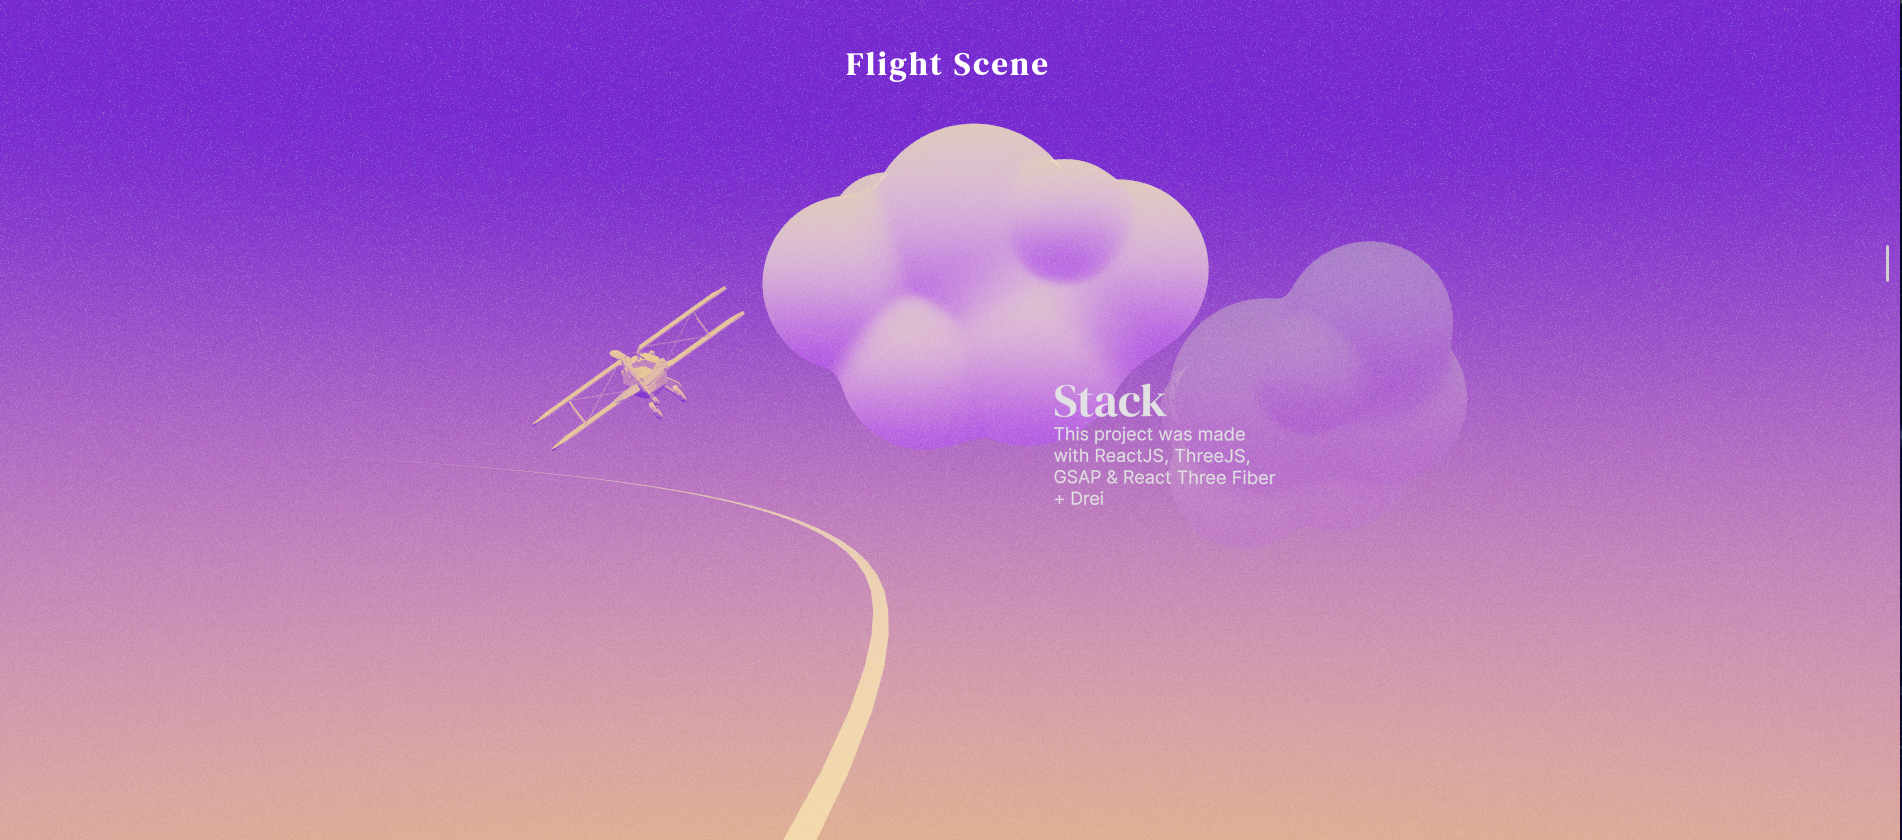 Flight Scene
Stack
This project was made
with ReactJS, ThreeJS,
GSAP & React Three Fiber
+ Drei